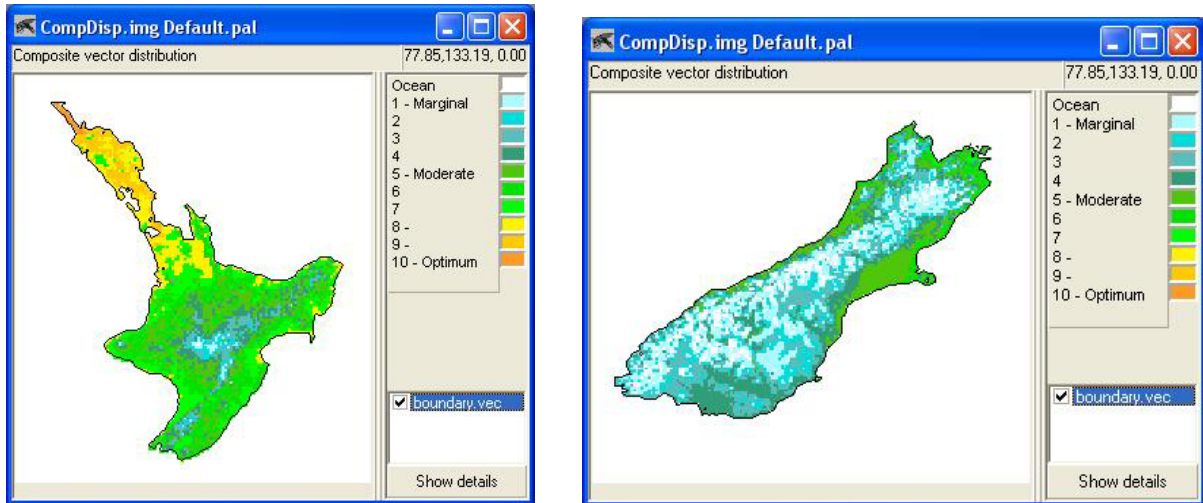 CompDisp.img Default.pal
Composite vector distribution 77.85,133.19, 0.00
Ocean
1 - Marginal
2
3
4
5 - Moderate
6
7
8 -
9 -
10 - Optimum
boundary.vec
Show details
CompDisp.img Default.pal
Composite vector distribution 77.85,133.19, 0.00
Ocean
1 - Marginal
2
3
4
5 - Moderate
6
7
8 -
9 -
10 - Optimum
boundary.vec
Show details